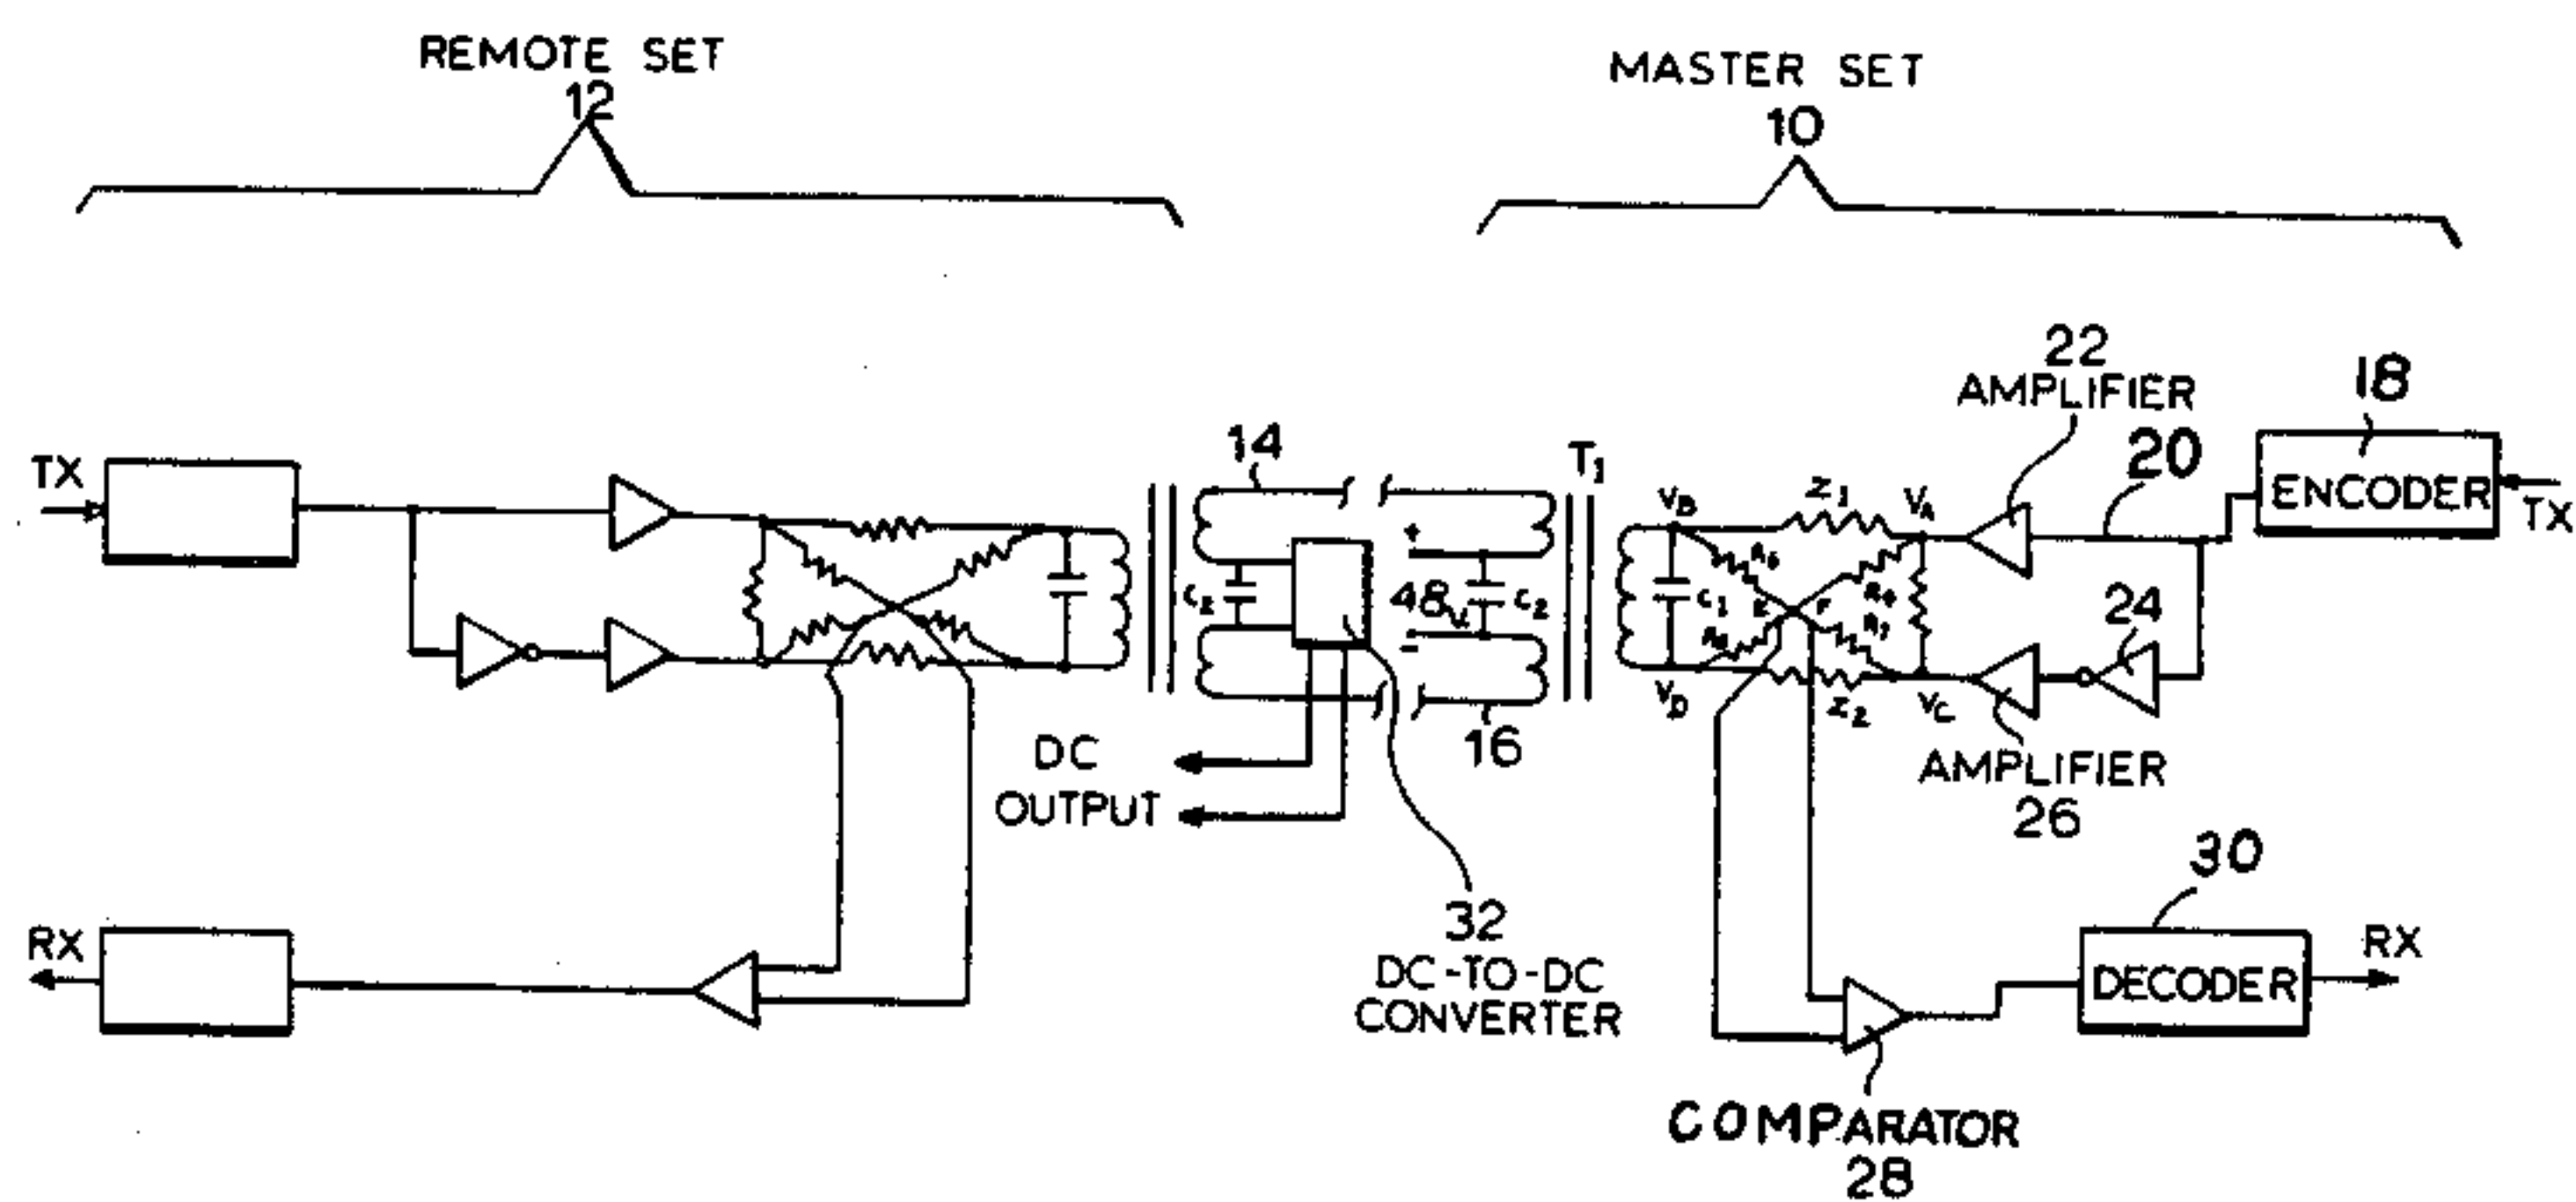 REMOTE SET
12
MASTER SET
10
22
AMPLIFIER
18
ENCODER
TX
20
TX
14
T1
VB
Z1
VA
C2
+
48V.
-
C2
C1
E
F
24
VD
Z2
VC
16
DC
OUTPUT
AMPLIFIER
26
30
32
DC-TO-DC
CONVERTER
RX
DECODER
RX
COMPARATOR
28